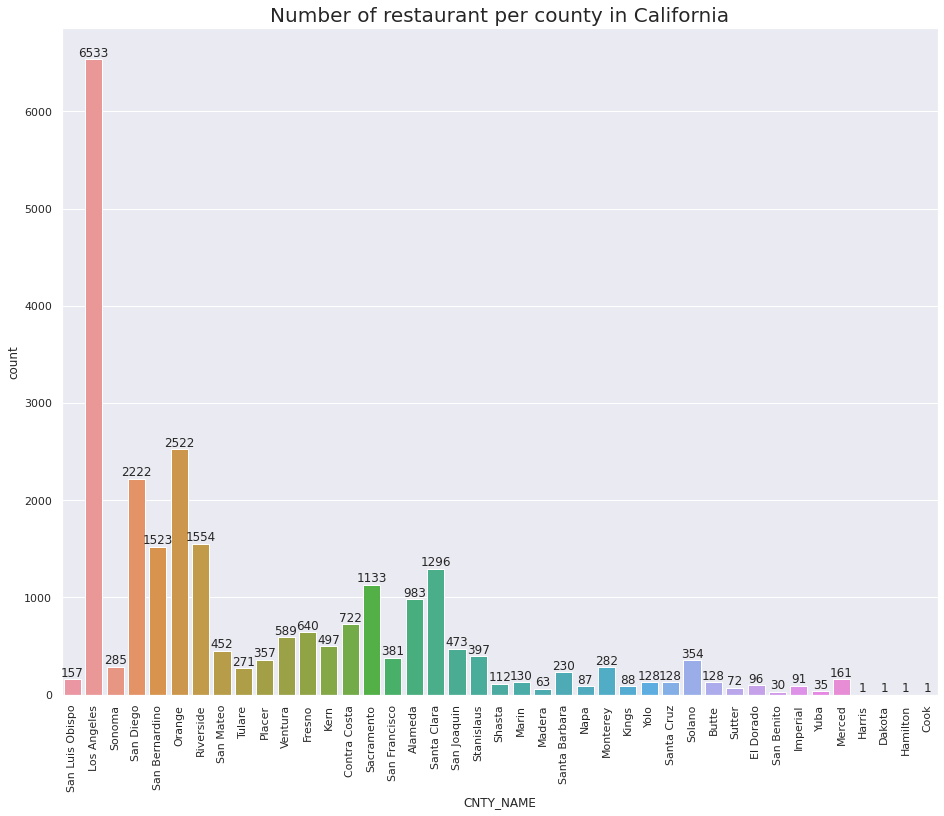 Number of restaurant per county in California
count
6000
5000
4000
3000
2000
1000
0
157
6533
285
2222
1523
2522
1554
452
271
357
589
640
497
722
1133
381
983
1296
473
397
112
130
63
230
87
282
88
128
128
354
128
72
96
30
91
35
161
1
1
1
1
San Luis Obispo
Los Angeles
Sonoma
San Diego
San Bernardino
Orange
Riverside
San Mateo
Tulare
Placer
Ventura
Fresno
Kern
Contra Costa
Sacramento
San Francisco
Alameda
Santa Clara
San Joaquin
Stanislaus
Shasta
Marin
Madera
Santa Barbara
Napa
Monterey
Kings
Yolo
Santa Cruz
Solano
Butte
Sutter
El Dorado
San Benito
Imperial
Yuba
Merced
Harris
Dakota
Hamilton
Cook
CNTY_NAME